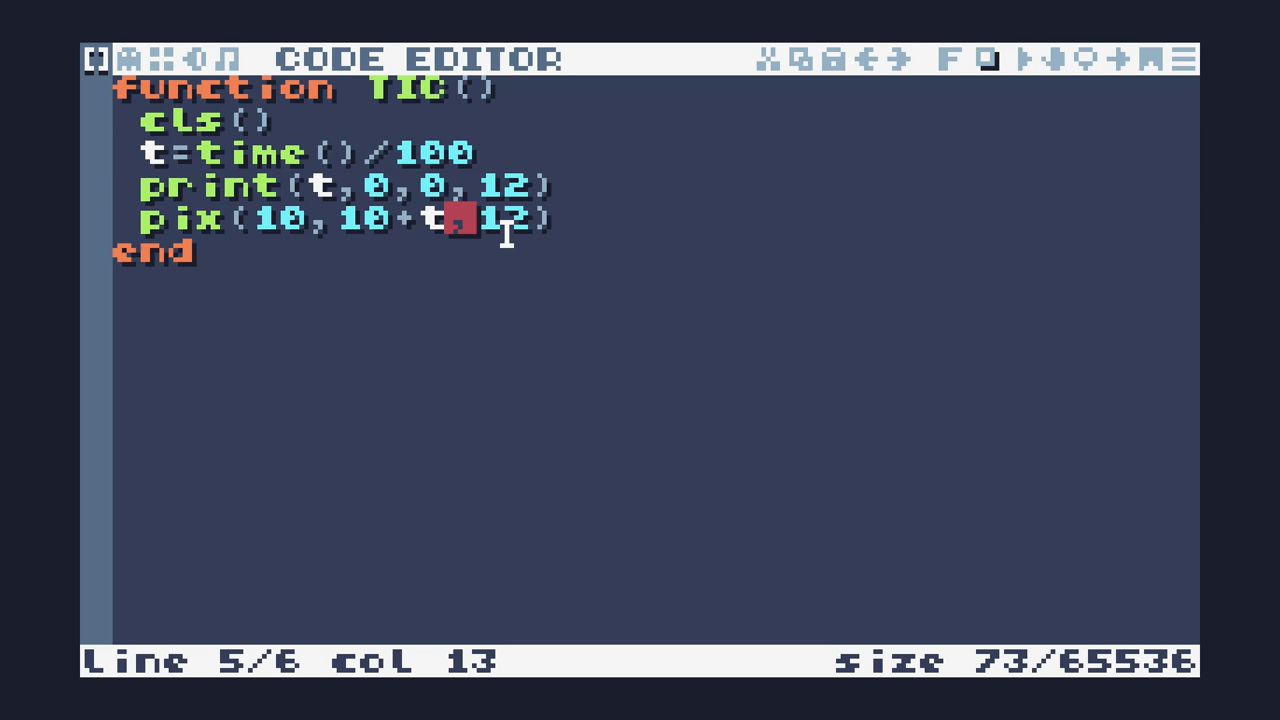 CODE EDITOR F
function TIC()
 cls()
 t=time()/100
 print(t,0,0,12)
 pix(10,10+t,12)
end
line 5/6 col 13 size 73/65536